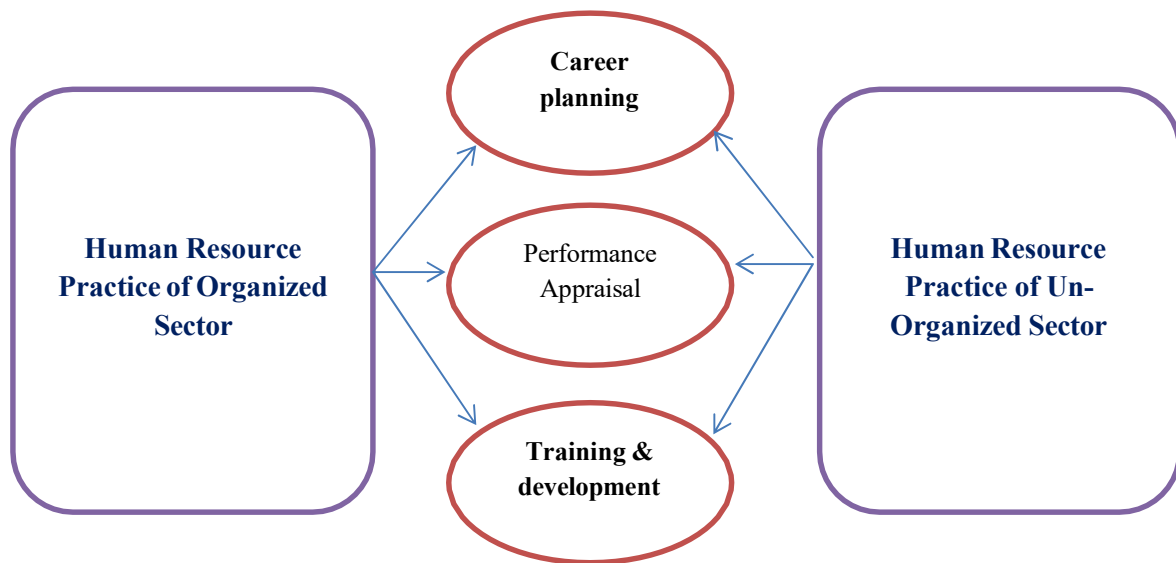 Career
planning
Human Resource
Practice of Organized
Sector
Performance
Appraisal
Human Resource
Practice of Un-
Organized Sector
Training &
development